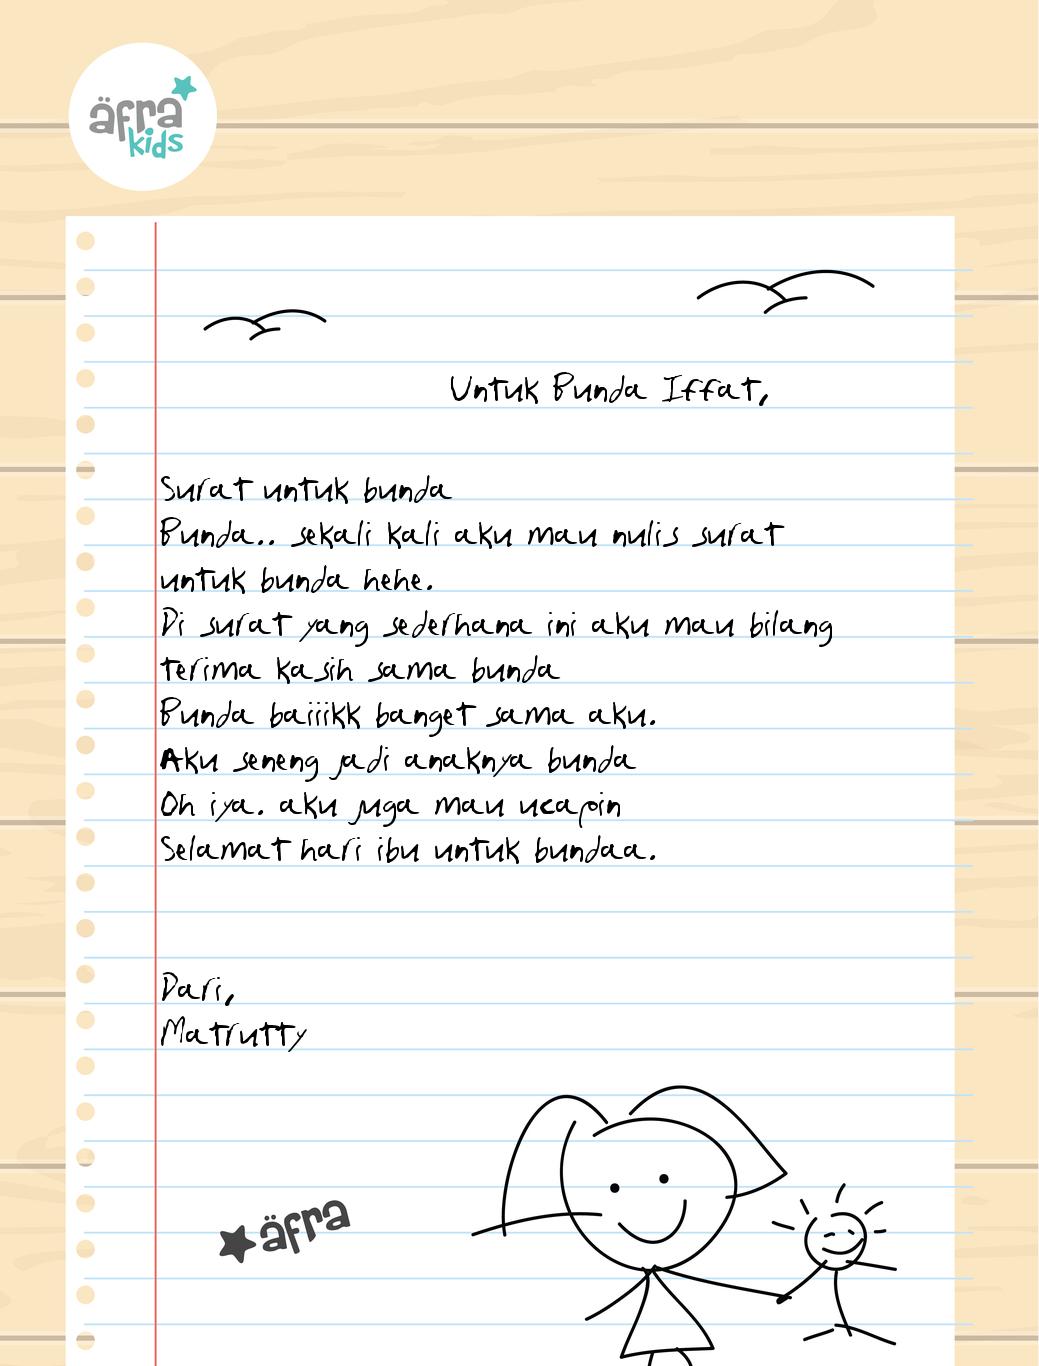 äfra
kids
Untuk Bunda Iffat,
Surat untuk bunda
Bunda.. sekali kali aku mau nulis surat
untuk bunda hehe.
Di surat yang sederhana ini aku mau bilang
terima kasih sama bunda
Bunda baiiikk banget sama aku.
Aku seneng jadi anaknya bunda
Oh iya. aku juga mau ucapin
Selamat hari ibu untuk bundaa.
Dari,
Matrutty
äfra